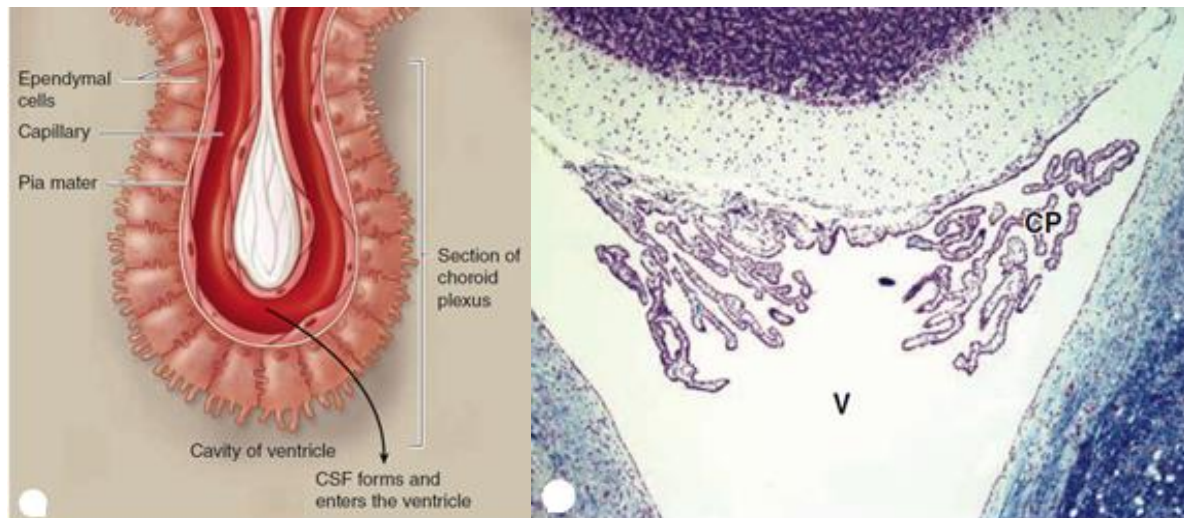 Ependymal
cells
Capillary
Pia mater
Section of
choroid
plexus
Cavity of ventricle
CSF forms and
enters the ventricle
CP
V